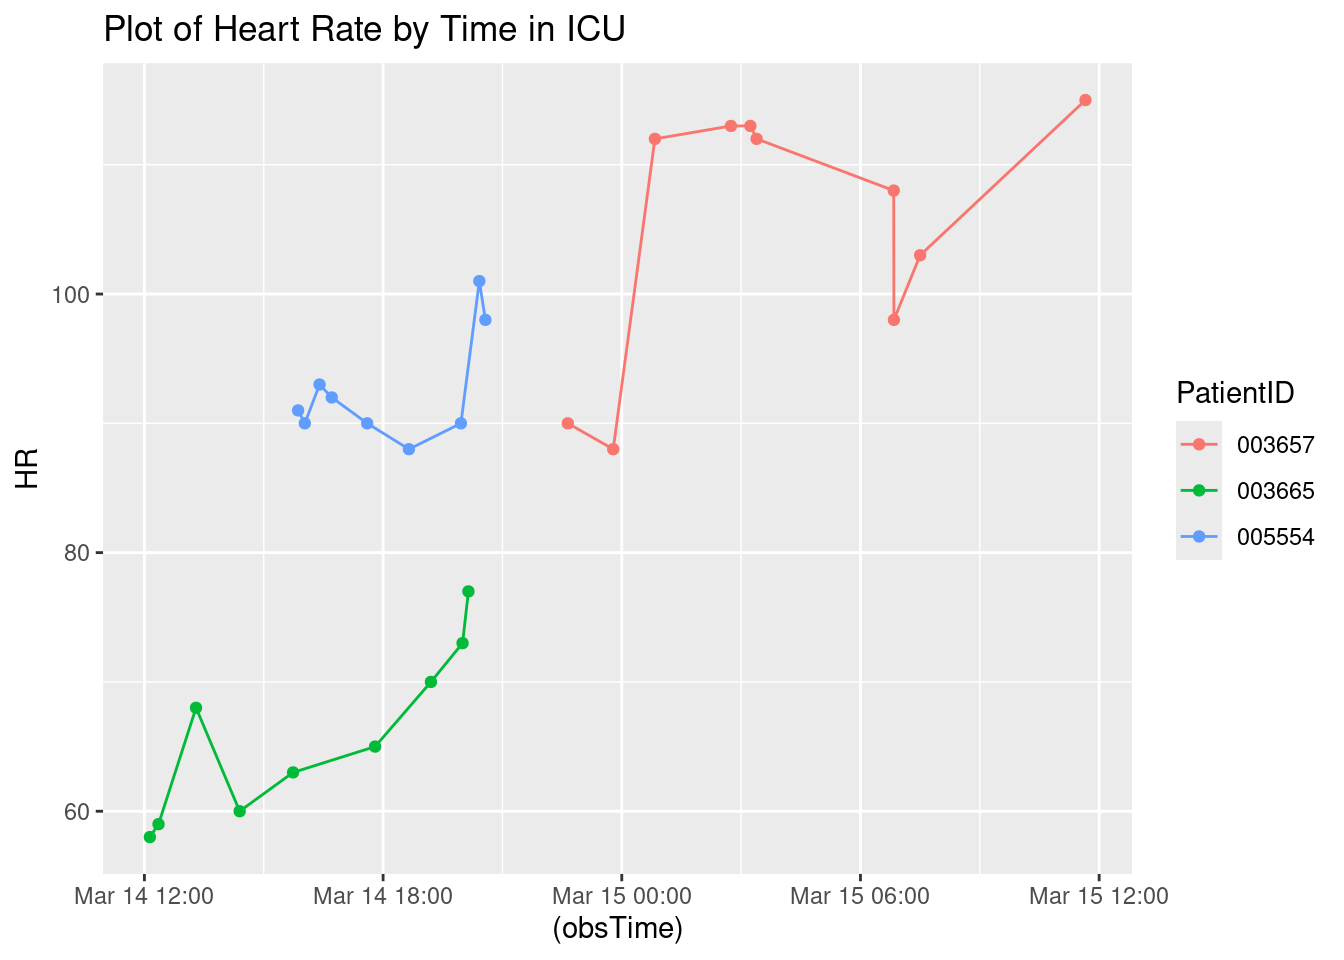 Plot of Heart Rate by Time in ICU
HR
100
80
60
Mar 14 12:00 Mar 14 18:00 Mar 15 00:00 Mar 15 06:00 Mar 15 12:00
(obsTime)
PatientID
003657
003665
005554